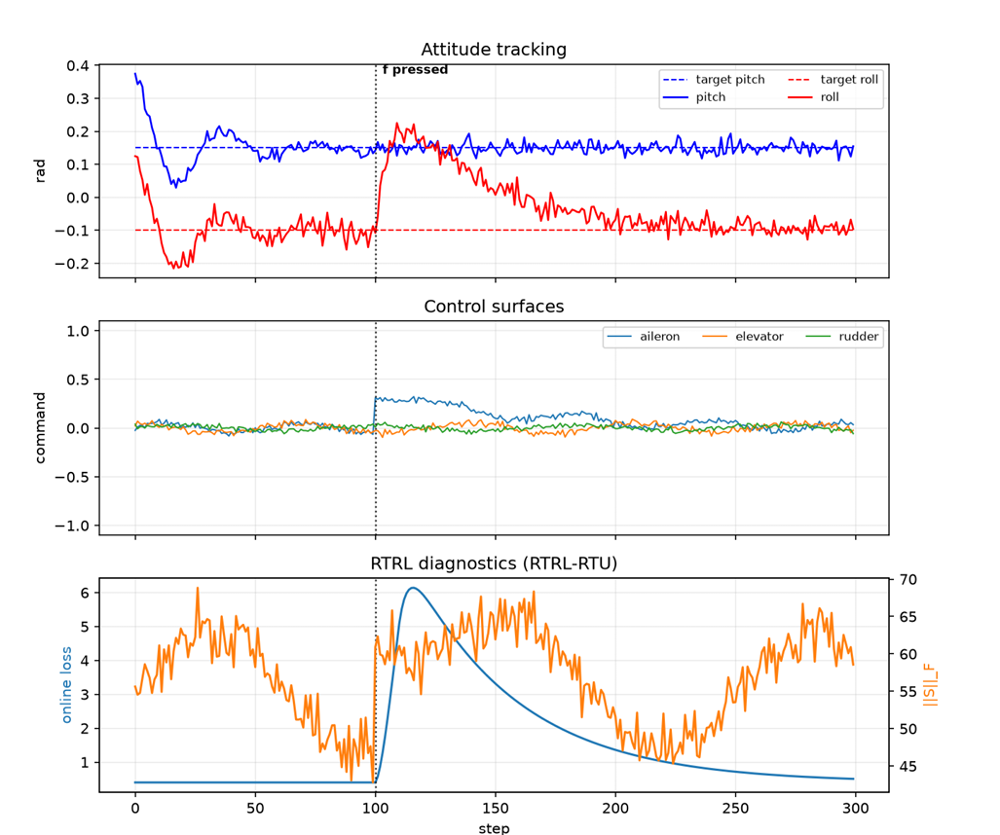 Attitude tracking
f pressed
target pitch
pitch
target roll
roll
0.4
0.3
0.2
0.1
0.0
−0.1
−0.2
rad
Control surfaces
aileron
elevator
rudder
1.0
0.5
0.0
−0.5
−1.0
command
RTRL diagnostics (RTRL-RTU)
6
5
4
3
2
1
online loss
70
65
60
55
50
45
||S||_F
0
50
100
150
200
250
300
step